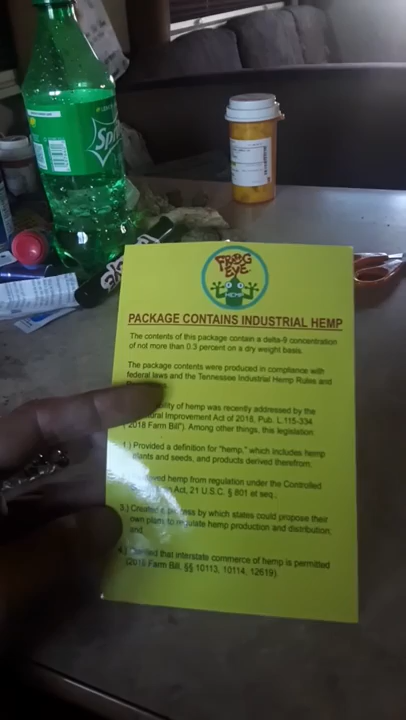 Spri
FROG
EYE
HEMP
PACKAGE CONTAINS INDUSTRIAL HEMP
The contents of this package contain a delta-9 concentration
of not more than 0.3 percent on a dry weight basis.
The package contents were produced in compliance with
federal laws and the Tennessee Industrial Hemp Rules and
of hemp was recently addressed by the
Improvement Act of 2018, Pub. L.115-334
("2018 Farm Bill"). Among other things, this legislation:
1.) Provided a definition for "hemp," which includes hemp
plants and seeds, and products derived therefrom;
hemp from regulation under the Controlled
Act, 21 U.S.C. § 801 et seq.;
3.) Created a process by which states could propose their
own plans to regulate hemp production and distribution;
and,
4.) that interstate commerce of hemp is permitted
(2018 Farm Bill, §§ 10113, 10114, 12619)